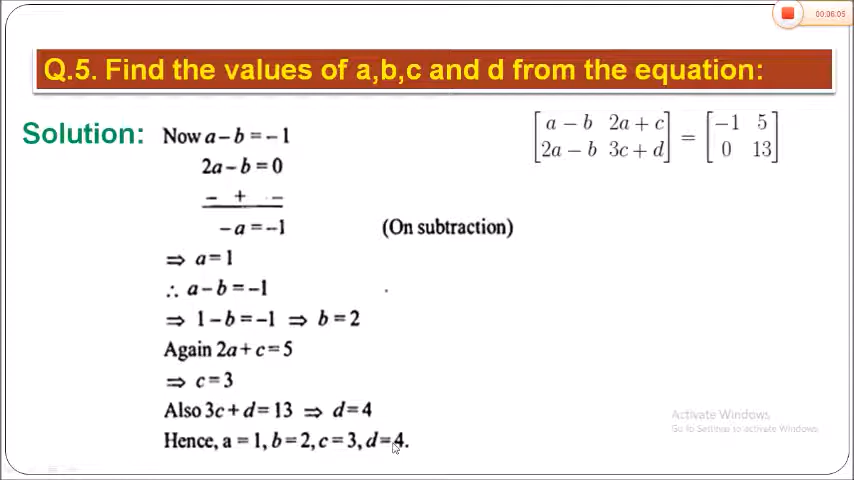 00:06:05
Q.5. Find the values of a,b,c and d from the equation:
Solution:
[a − b 2a + c
2a − b 3c + d] = [−1 5
0 13]
Now a − b = − 1
2a − b = 0
− + −
− a = −1 (On subtraction)
⇒ a = 1
∴ a − b = −1
⇒ 1 − b = −1 ⇒ b = 2
Again 2a + c = 5
⇒ c = 3
Also 3c + d = 13 ⇒ d = 4
Hence, a = 1, b = 2, c = 3, d = 4.
Activate Windows
Go to Settings to activate Windows.